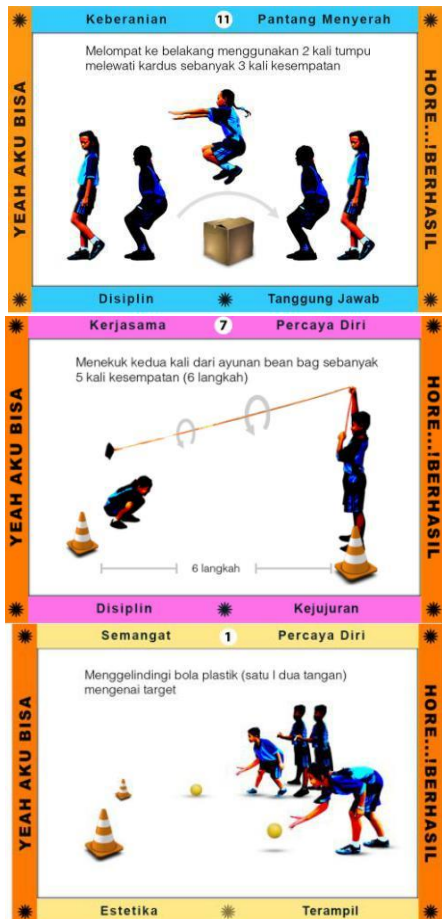 Keberanian 11 Pantang Menyerah
YEAH AKU BISA
Melompat ke belakang menggunakan 2 kali tumpu
melewati kardus sebanyak 3 kali kesempatan
HORE....!BERHASIL
Disiplin Tanggung Jawab
Kerjasama 7 Percaya Diri
YEAH AKU BISA
Menekuk kedua kali dari ayunan bean bag sebanyak
5 kali kesempatan (6 langkah)
6 langkah
HORE....!BERHASIL
Disiplin Kejujuran
Semangat 1 Percaya Diri
YEAH AKU BISA
Menggelindingi bola plastik (satu I dua tangan)
mengenai target
HORE....!BERHASIL
Estetika Terampil